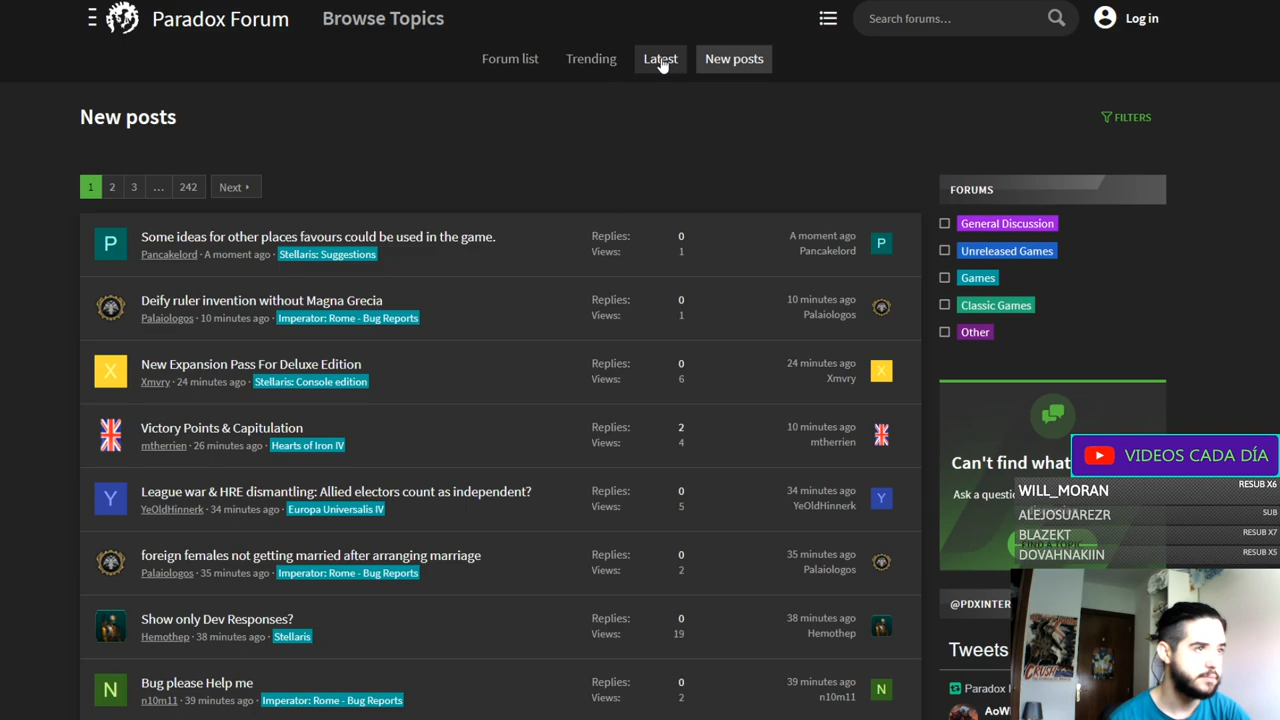 Paradox Forum
Browse Topics
Search forums...
Log in
Forum list
Trending
Latest
New posts
New posts
FILTERS
1 2 3 ... 242 Next
Some ideas for other places mixers could be used in the game.
Pancakelord · A moment ago · Stellaris: Suggestions
Replies: 0
Views: 1
A moment ago
Pancakelord
P
P
Deify ruler invention without Magna Grecia
Palaiologos · 10 minutes ago · Imperator: Rome - Bug Reports
Replies: 0
Views: 1
10 minutes ago
Palaiologos
New Expansion Pass For Deluxe Edition
Xmvry · 24 minutes ago · Stellaris: Console edition
Replies: 0
Views: 6
24 minutes ago
Xmvry
X
X
Victory Points & Capitulation
mtherrien · 26 minutes ago · Hearts of Iron IV
Replies: 2
Views: 4
10 minutes ago
mtherrien
League war & HRE dismantling: Allied electors count as independent?
YeOldHinnerk · 34 minutes ago · Europa Universalis IV
Replies: 0
Views: 5
34 minutes ago
YeOldHinnerk
Y
Y
foreign females not getting married after arranging marriage
Palaiologos · 35 minutes ago · Imperator: Rome - Bug Reports
Replies: 0
Views: 2
35 minutes ago
Palaiologos
Show only Dev Responses?
Hemothep · 38 minutes ago · Stellaris
Replies: 0
Views: 19
38 minutes ago
Hemothep
Bug please Help me
n10m11 · 39 minutes ago · Imperator: Rome - Bug Reports
Replies: 0
Views: 2
39 minutes ago
n10m11
N
N
FORUMS
General Discussion
Unreleased Games
Games
Classic Games
Other
Can't find what
Ask a questi
VIDEOS CADA DÍA
WILL_MORAN RESUB X6
ALEJOSUAREZR SUB
BLAZEKT RESUB X7
DOVAHNAKIIN RESUB X5
@PDXINTER
Tweets
Paradox
AoW